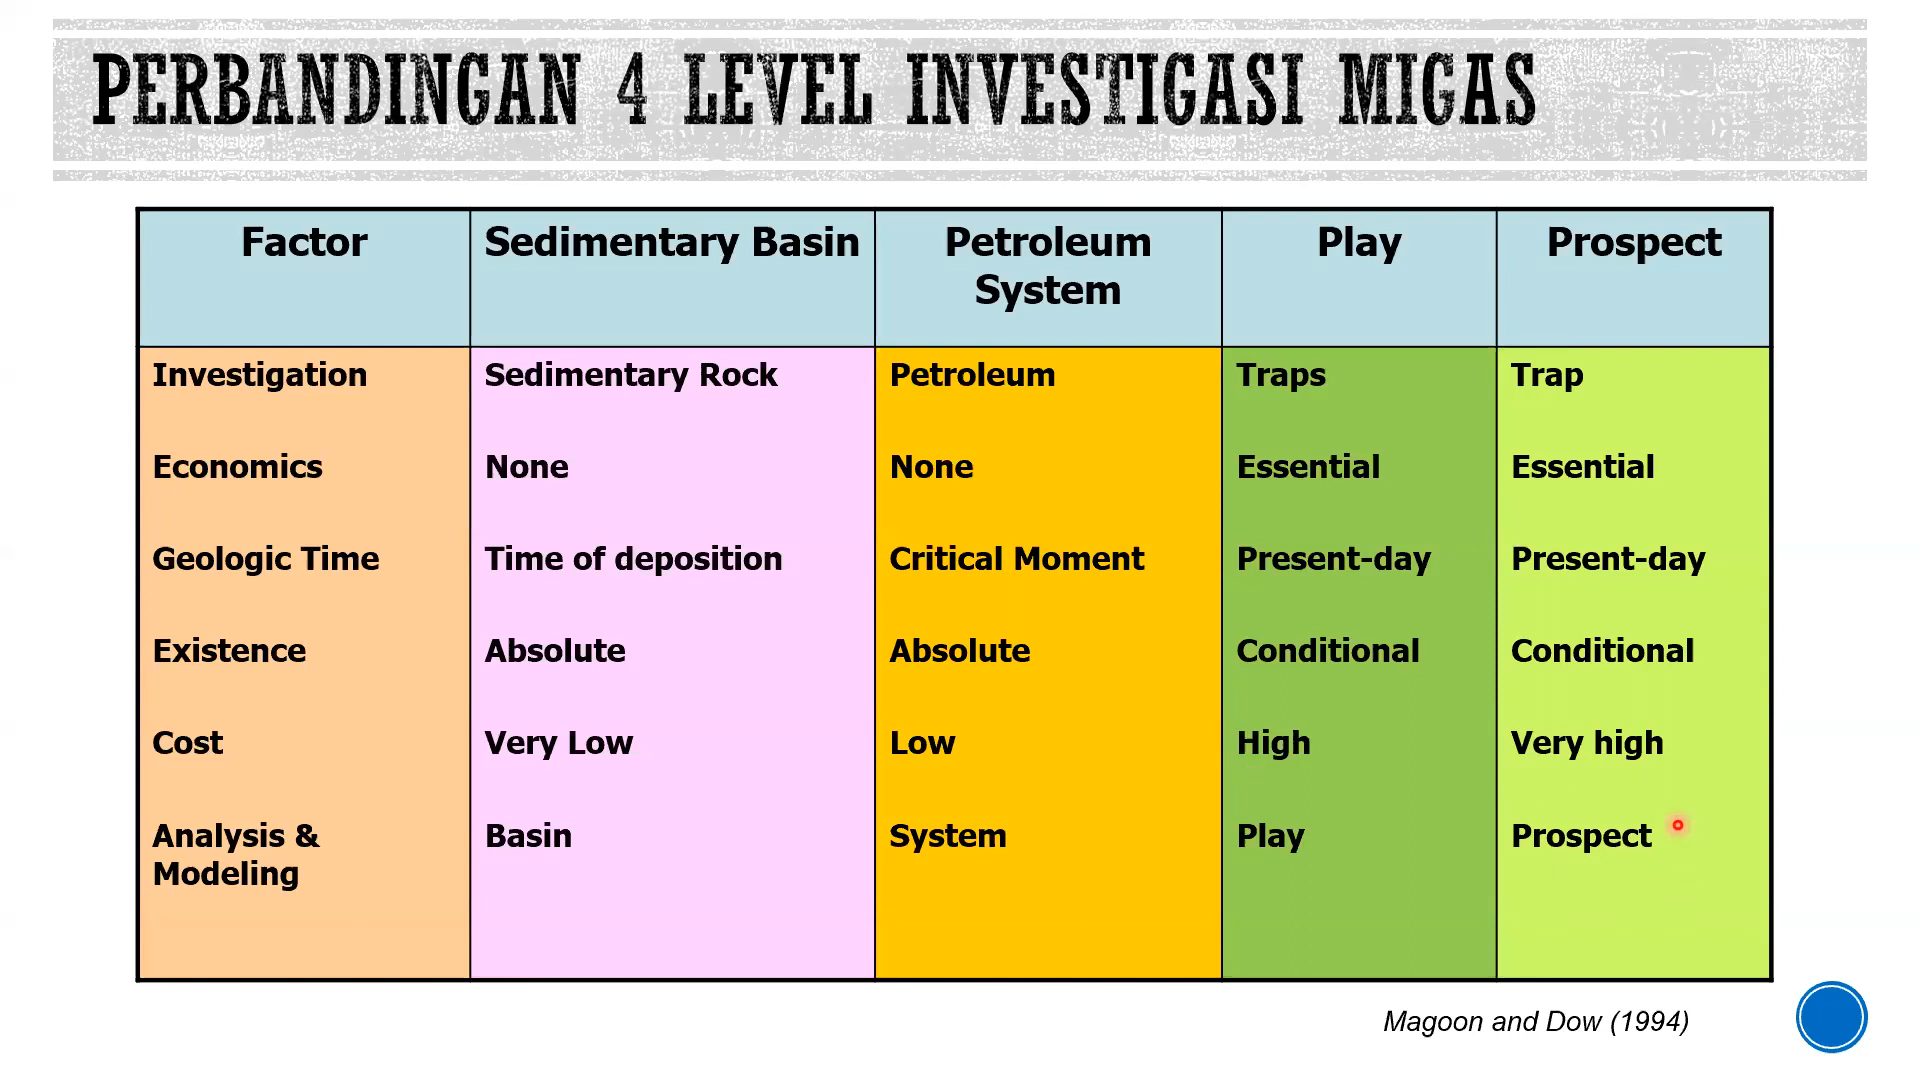 PERBANDINGAN 4 LEVEL INVESTIGASI MIGAS
Factor Sedimentary Basin Petroleum System Play Prospect
Investigation Sedimentary Rock Petroleum Traps Trap
Economics None None Essential Essential
Geologic Time Time of deposition Critical Moment Present-day Present-day
Existence Absolute Absolute Conditional Conditional
Cost Very Low Low High Very high
Analysis & Modeling Basin System Play Prospect
Magoon and Dow (1994)